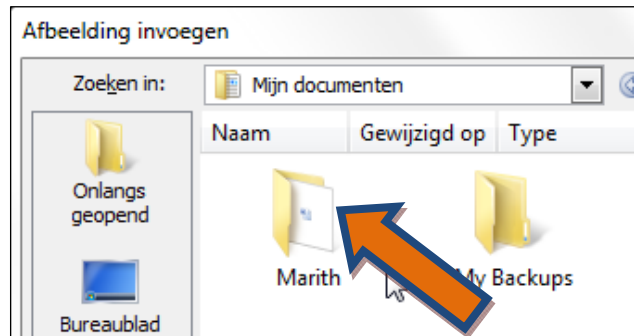 Afbeelding invoegen
Zoeken in:
Mijn documenten
Naam Gewijzigd op Type
Onlangs
geopend
Marith
My Backups
Bureaublad